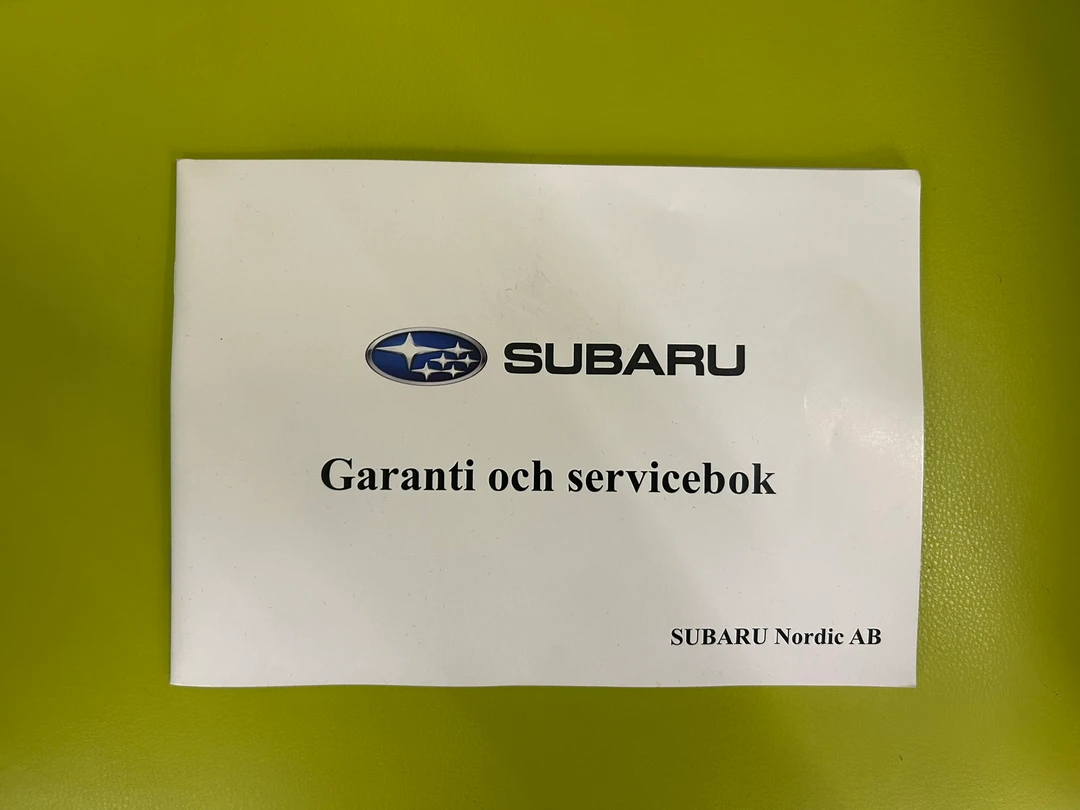 SUBARU
Garanti och servicebok
SUBARU Nordic AB